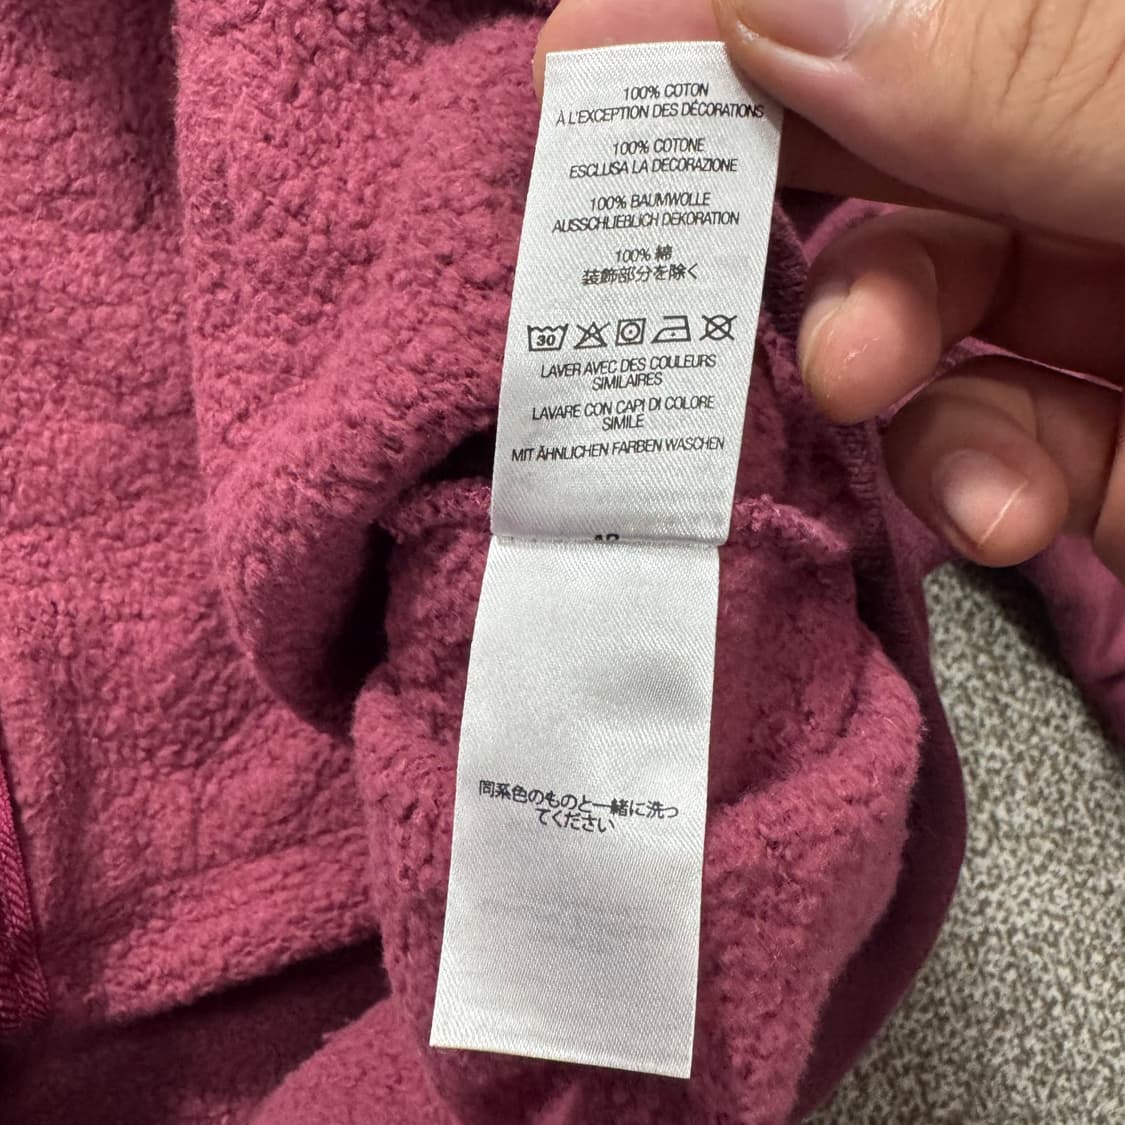 100% COTON
À L'EXCEPTION DES DÉCORATIONS
100% COTONE
ESCLUSA LA DECORAZIONE
100% BAUMWOLLE
AUSSCHLIEBLICH DEKORATION
100% 綿
装飾部分を除く
30
LAVER AVEC DES COULEURS
SIMILAIRES
LAVARE CON CAPI DI COLORE
SIMILE
MIT ÄHNLICHEN FARBEN WASCHEN
同系色のものと一緒に洗っ
てください